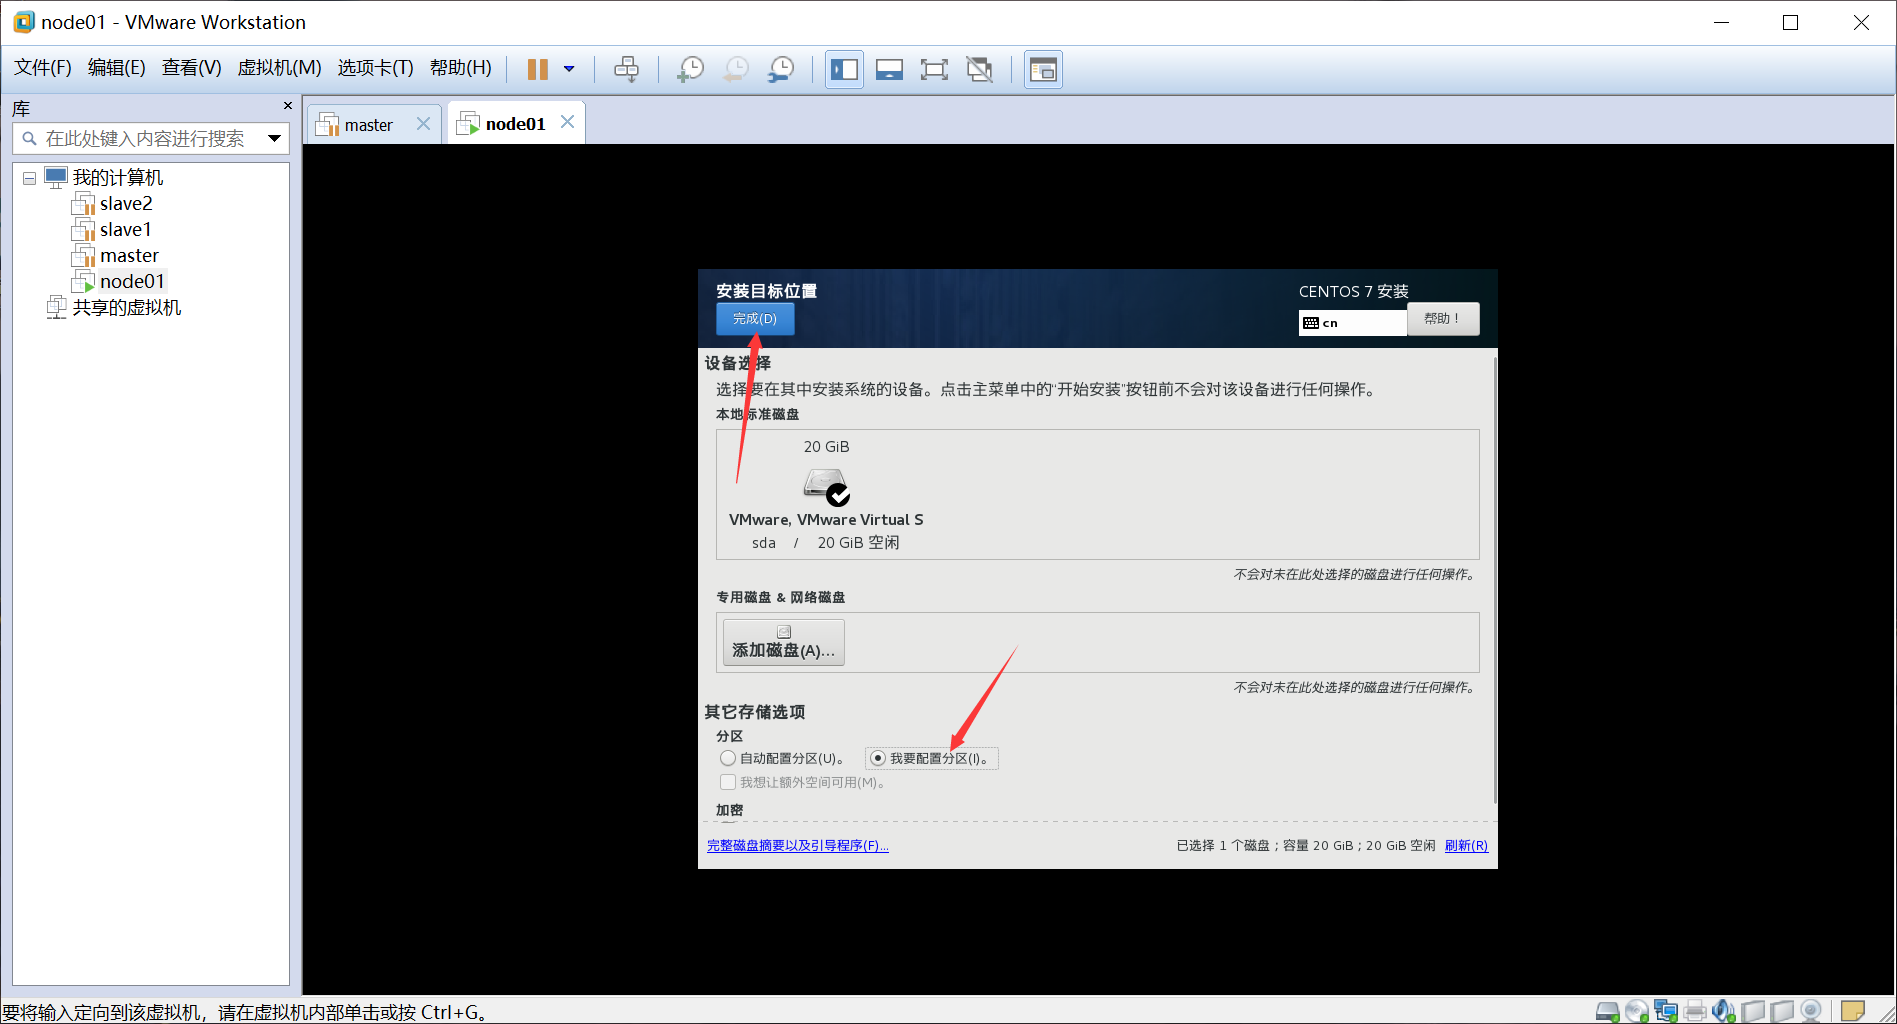 node01 - VMware Workstation
文件(F) 编辑(E) 查看(V) 虚拟机(M) 选项卡(T) 帮助(H)
库
在此处键入内容进行搜索
我的计算机
slave2
slave1
master
node01
共享的虚拟机
master
node01
安装目标位置
完成(D)
CENTOS 7 安装
cn
帮助！
设备选择
选择要在其中安装系统的设备。点击主菜单中的“开始安装”按钮前不会对该设备进行任何操作。
本地标准磁盘
20 GiB
VMware, VMware Virtual S
sda / 20 GiB 空闲
不会对未在此处选择的磁盘进行任何操作。
专用磁盘 & 网络磁盘
添加磁盘(A)...
不会对未在此处选择的磁盘进行任何操作。
其它存储选项
分区
自动配置分区(U)。 我要配置分区(I)。
我想让额外空间可用(M)。
加密
完整磁盘摘要以及引导程序(F)...
已选择 1 个磁盘；容量 20 GiB；20 GiB 空闲 刷新(R)
要将输入定向到该虚拟机，请在虚拟机内部单击或按 Ctrl+G。